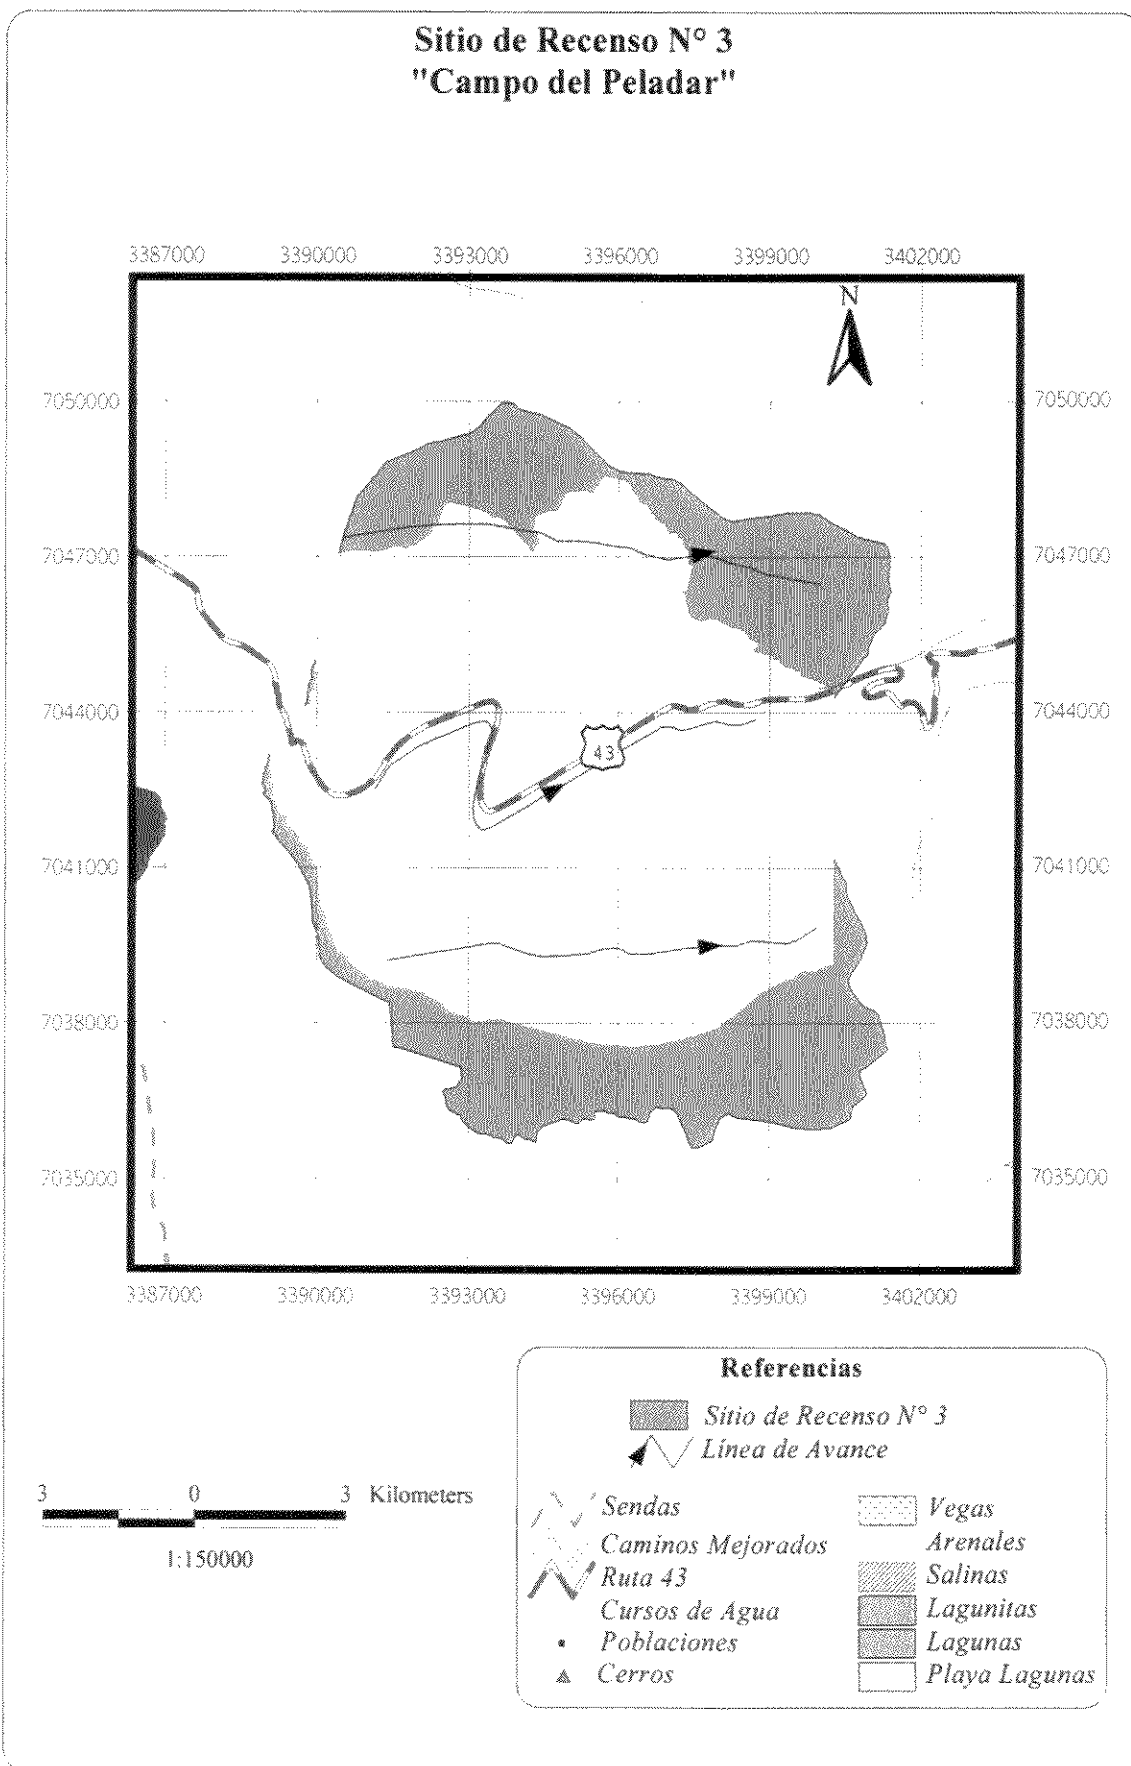 Sitio de Recenso N° 3
"Campo del Peladar"
3387000 3390000 3393000 3396000 3399000 3402000
N
7050000 7050000
7047000 7047000
7044000 7044000
43
7041000 7041000
7038000 7038000
7035000 7035000
3387000 3390000 3393000 3396000 3399000 3402000
Referencias
Sitio de Recenso N° 3
Línea de Avance
3 0 3 Kilometers
1:150000
Sendas
Caminos Mejorados
Ruta 43
Cursos de Agua
Poblaciones
Cerros
Vegas
Arenales
Salinas
Lagunitas
Lagunas
Playa Lagunas